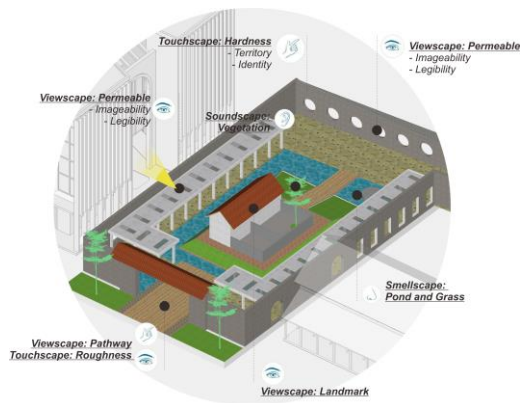 Touchscape: Hardness
- Territory
- Identity
Viewscape: Permeable
- Imageability
- Legibility
Viewscape: Permeable
- Imageability
- Legibility
Soundscape:
Vegetation
Smellscape:
Pond and Grass
Viewscape: Pathway
Touchscape: Roughness
Viewscape: Landmark